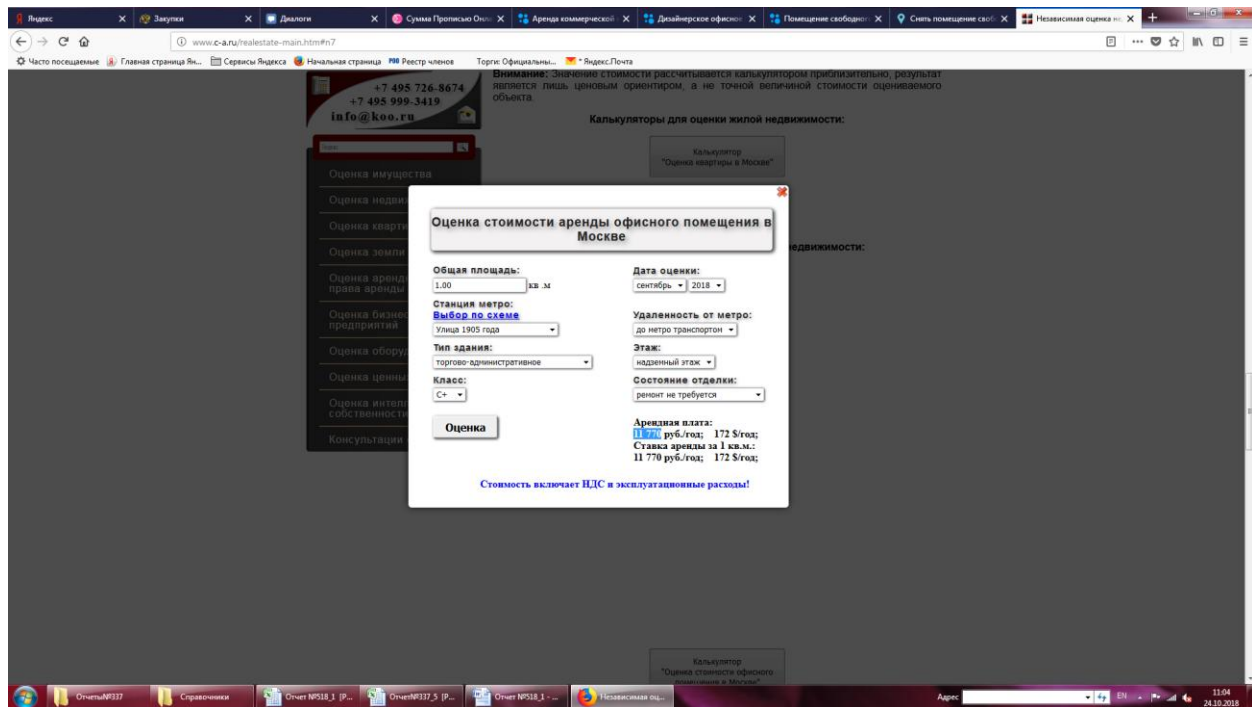 Яндекс
Закупки
Диалоги
Сумма Прописью Онл
Аренда коммерческой
Дизайнерское офисное
Помещение свободног
Снять помещение своб
Независимая оценка не
www.c-a.ru/realestate-main.htm#n7
Часто посещаемые
Главная страница Ян...
Сервисы Яндекса
Начальная страница
Реестр членов
Торги: Официальны...
* Яндекс.Почта
+7 495 726-8674
+7 495 999-3419
info@koo.ru
Внимание: Значение стоимости рассчитывается калькулятором приблизительно, результат
является лишь ценовым ориентиром, а не точной величиной стоимости оцениваемого
объекта.
Калькуляторы для оценки жилой недвижимости:
Калькулятор
"Оценка квартиры в Москве"
Оценка имущества
Оценка недвиж
Оценка кварти
Оценка земли
Оценка аренд
права аренды
Оценка бизнес
предприятий
Оценка оборуд
Оценка ценны
Оценка интелл
собственности
Консультации
едвижимости:
Оценка стоимости аренды офисного помещения в
Москве
Общая площадь:
1.00 кв .м
Дата оценки:
сентябрь 2018
Станция метро:
Выбор по схеме
Улица 1905 года
Удаленность от метро:
до метро транспортом
Тип здания:
торгово-административное
Этаж:
надземный этаж
Класс:
C+
Состояние отделки:
ремонт не требуется
Оценка
Арендная плата:
11 770 руб./год; 172 $/год;
Ставка аренды за 1 кв.м.:
11 770 руб./год; 172 $/год;
Стоимость включает НДС и эксплуатационные расходы!
Калькулятор
"Оценка стоимости офисного
помещения в Москве"
Отчеты№337
Справочники
Отчет №518_1 [Р...
Отчет№337_5 [Р...
Отчет №518_1 - ...
Независимая оц...
Адрес
EN
11:04
24.10.2018